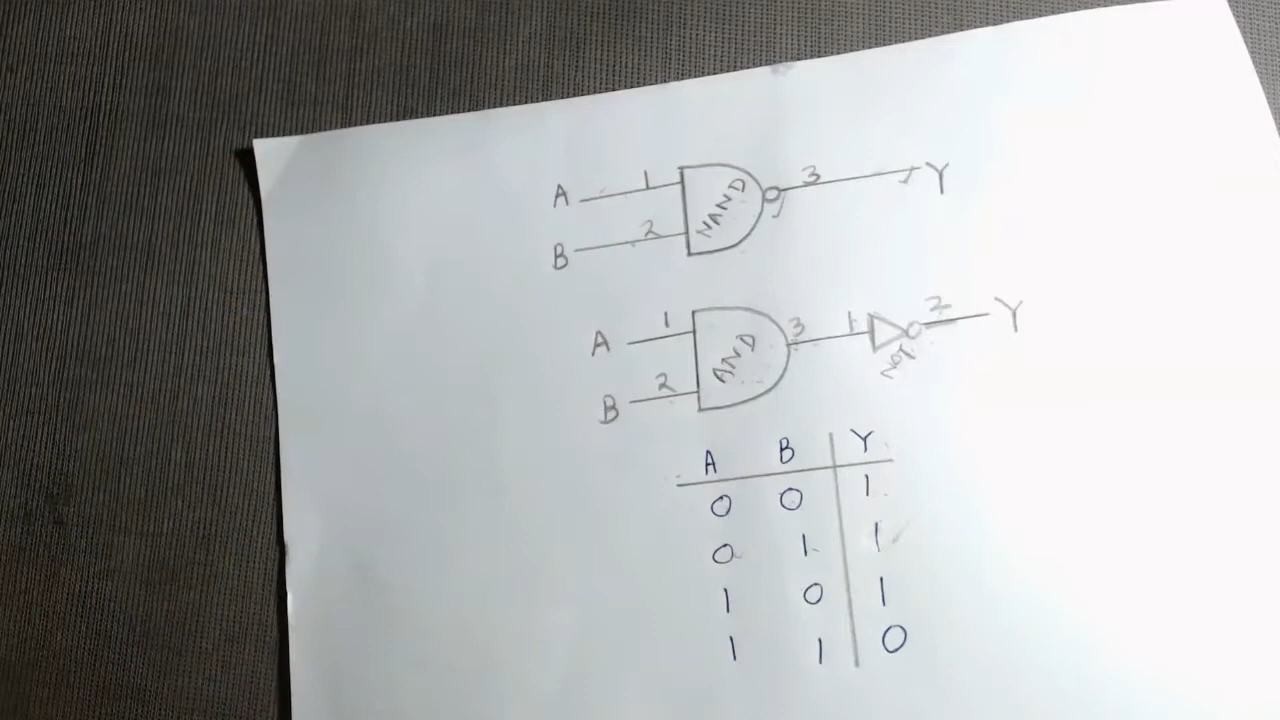 A 1 NAND 3 Y
B 2
A 1 AND 3 1 NOT 2 Y
B 2
A B Y
0 0 1
0 1 1
1 0 1
1 1 0